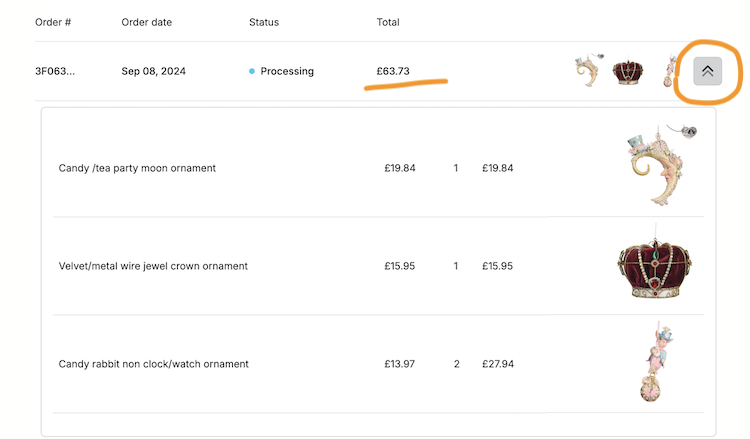 Order # Order date Status Total
3F063... Sep 08, 2024 Processing £63.73
Candy /tea party moon ornament £19.84 1 £19.84
Velvet/metal wire jewel crown ornament £15.95 1 £15.95
Candy rabbit non clock/watch ornament £13.97 2 £27.94